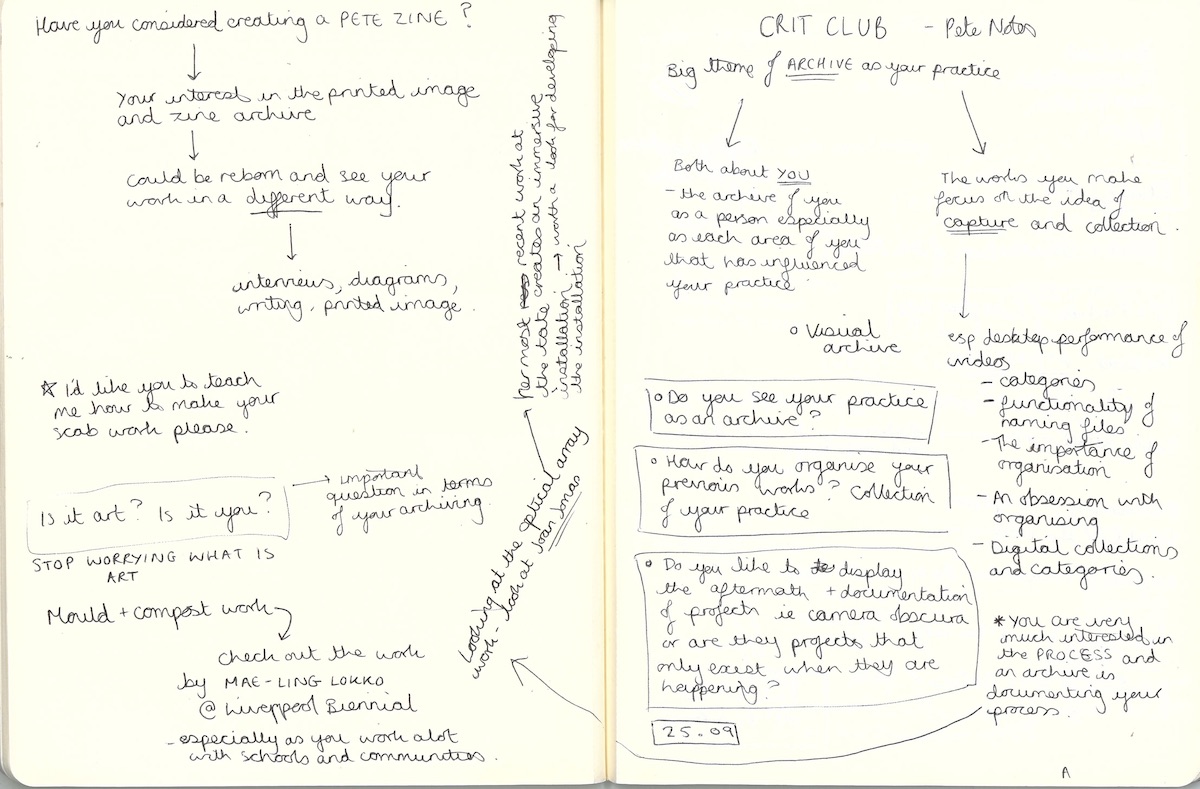 Have you considered creating a PETE ZINE ?
Your interest in the printed image
and zine archive
could be reborn and see your
work in a different way.
interviews, diagrams,
writing, printed image.
☆ I'd like you to teach
me how to make your
scab work please.
Is it art? Is it you?
→ important
question in terms
of your archiving.
STOP WORRYING WHAT IS
ART
Mould + compost work
check out the work
by MAE-LING LOKKO
@ Liverpool Biennial
- especially as you work alot
with schools and communities.
Looking at the optical array
work - look at Joan Jonas
her most recent work at
the tate creates an immersive
installation → worth a look for developing
the installation
CRIT CLUB - Pete Notes
Big theme of ARCHIVE as your practice
Both about YOU
- the archive of you
as a person especially
as each area of you
that has influenced
your practice
o Visual
archive
o Do you see your practice
as an archive?
o How do you organise your
previous works? Collection
of your practice
• Do you like to display
the aftermath + documentation
of projects ie camera obscura
or are they projects that
only exist when they are
happening?
25.09
The works you make
focus on the idea of
capture and collection.
esp desktop performance of
videos
- categories
- functionality of
naming files
- The importance of
organisation
- An obsession with
organising
- Digital collections
and categories.
* You are very
much interested in
the PROCESS and
an archive is
documenting your
process.
A